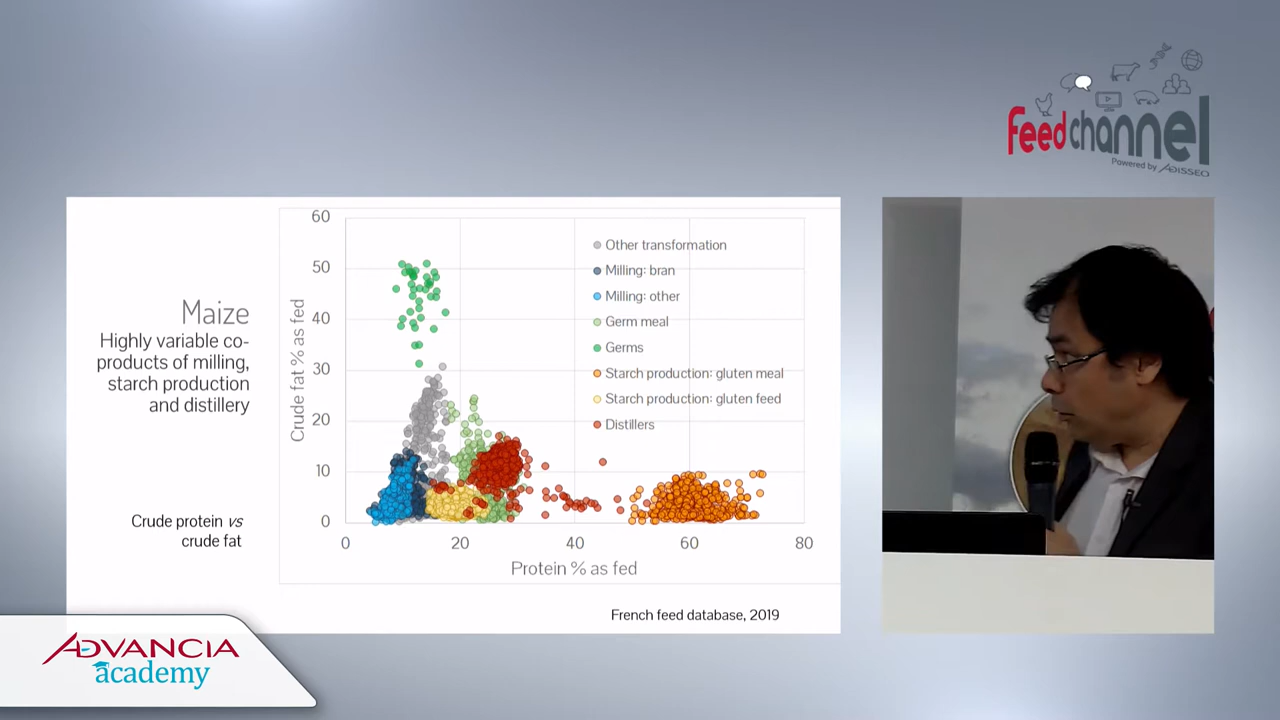 feedchannel
Powered by ADISSEO
Maize
Highly variable co-
products of milling,
starch production
and distillery
Crude protein vs
crude fat
Crude fat % as fed
60
50
40
30
20
10
0
0 20 40 60 80
Protein % as fed
Other transformation
Milling: bran
Milling: other
Germ meal
Germs
Starch production: gluten meal
Starch production: gluten feed
Distillers
French feed database, 2019
ADVANCIA
academy